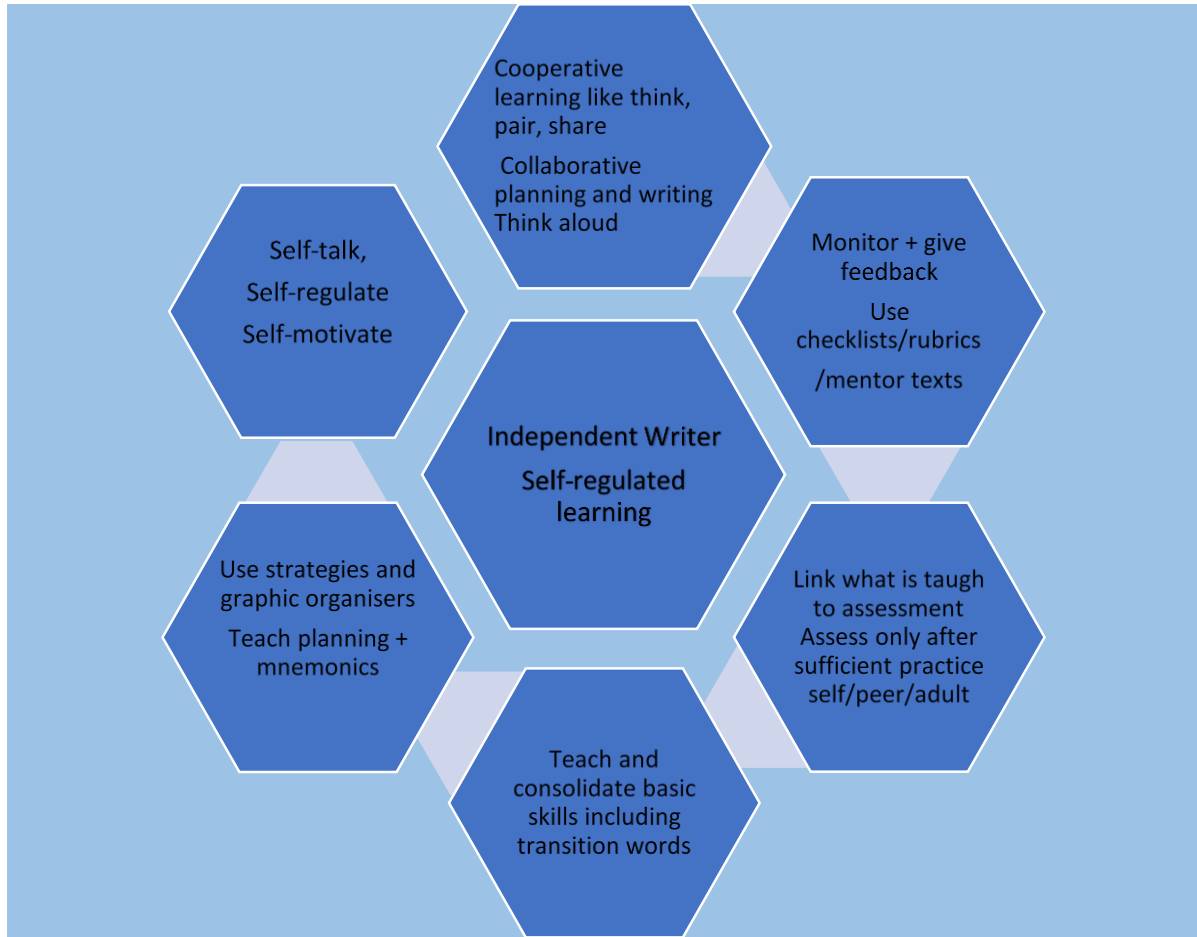 Cooperative
learning like think,
pair, share
Collaborative
planning and writing
Think aloud
Monitor + give
feedback
Use
checklists/rubrics
/mentor texts
Link what is taugh
to assessment
Assess only after
sufficient practice
self/peer/adult
Teach and
consolidate basic
skills including
transition words
Use strategies and
graphic organisers
Teach planning +
mnemonics
Self-talk,
Self-regulate
Self-motivate
Independent Writer
Self-regulated
learning